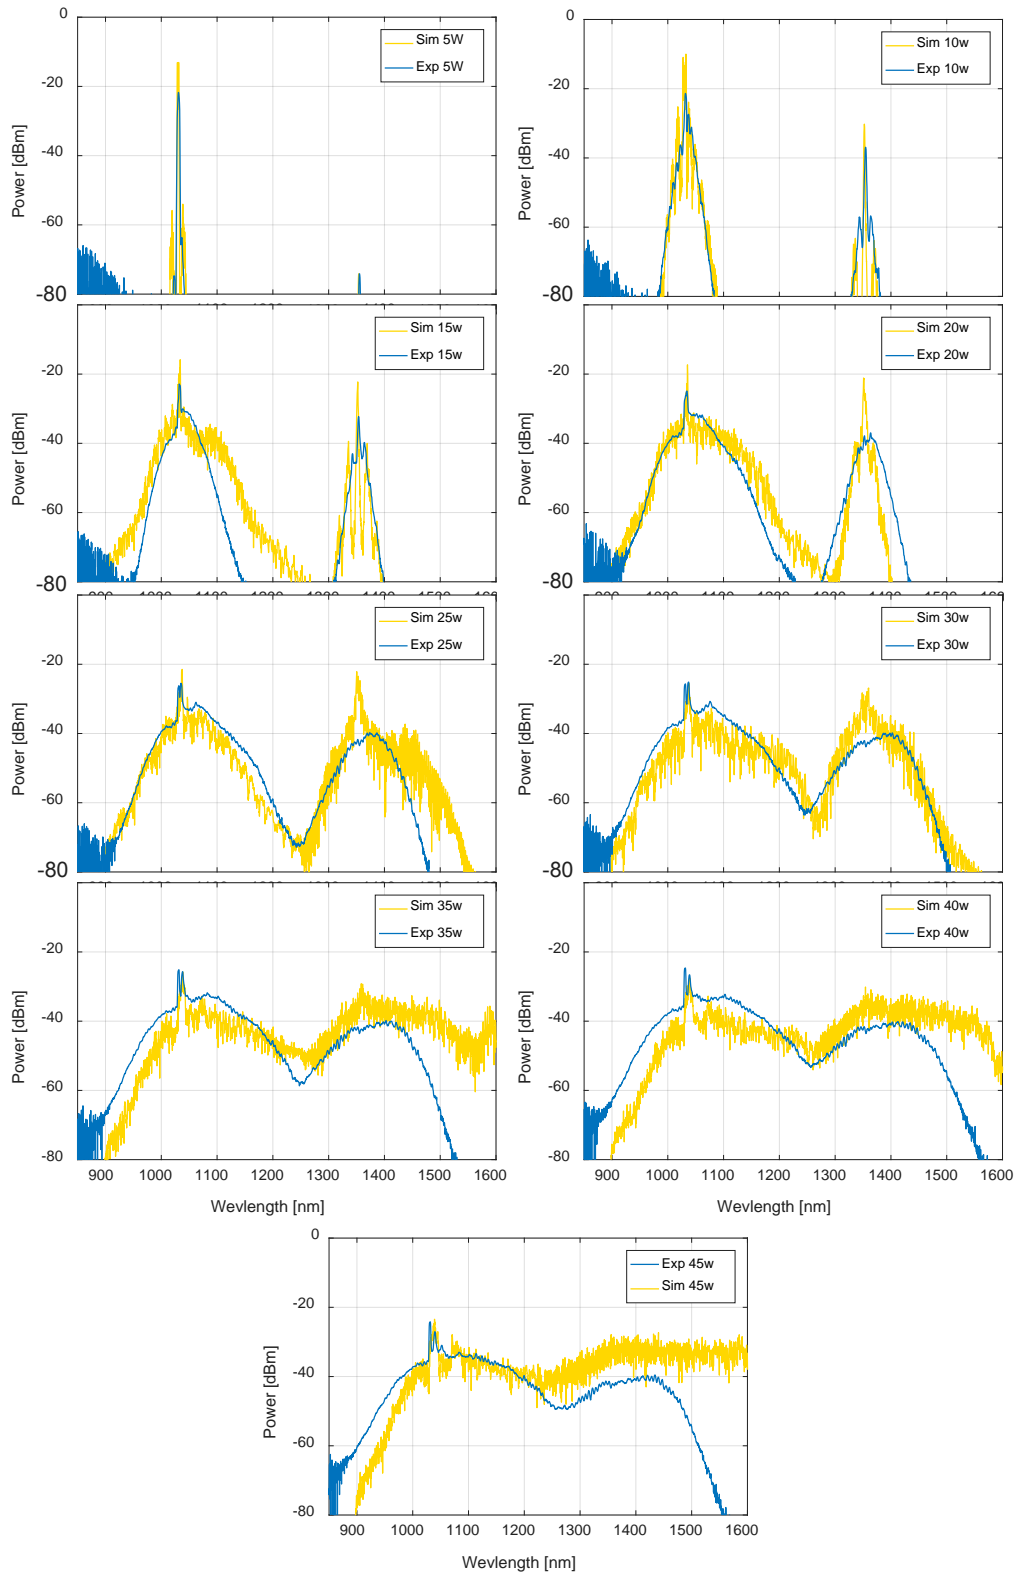 0
-20
-40
-60
-80
Power [dBm]
Sim 5W
Exp 5W
0
-20
-40
-60
-80
Power [dBm]
Sim 10w
Exp 10w
-20
-40
-60
-80
Power [dBm]
Sim 15w
Exp 15w
-20
-40
-60
-80
Power [dBm]
Sim 20w
Exp 20w
-20
-40
-60
-80
Power [dBm]
Sim 25w
Exp 25w
-20
-40
-60
-80
Power [dBm]
Sim 30w
Exp 30w
-20
-40
-60
-80
Power [dBm]
Sim 35w
Exp 35w
900 1000 1100 1200 1300 1400 1500 1600
Wevlength [nm]
-20
-40
-60
-80
Power [dBm]
Sim 40w
Exp 40w
900 1000 1100 1200 1300 1400 1500 1600
Wevlength [nm]
0
-20
-40
-60
-80
Power [dBm]
Exp 45w
Sim 45w
900 1000 1100 1200 1300 1400 1500 1600
Wevlength [nm]